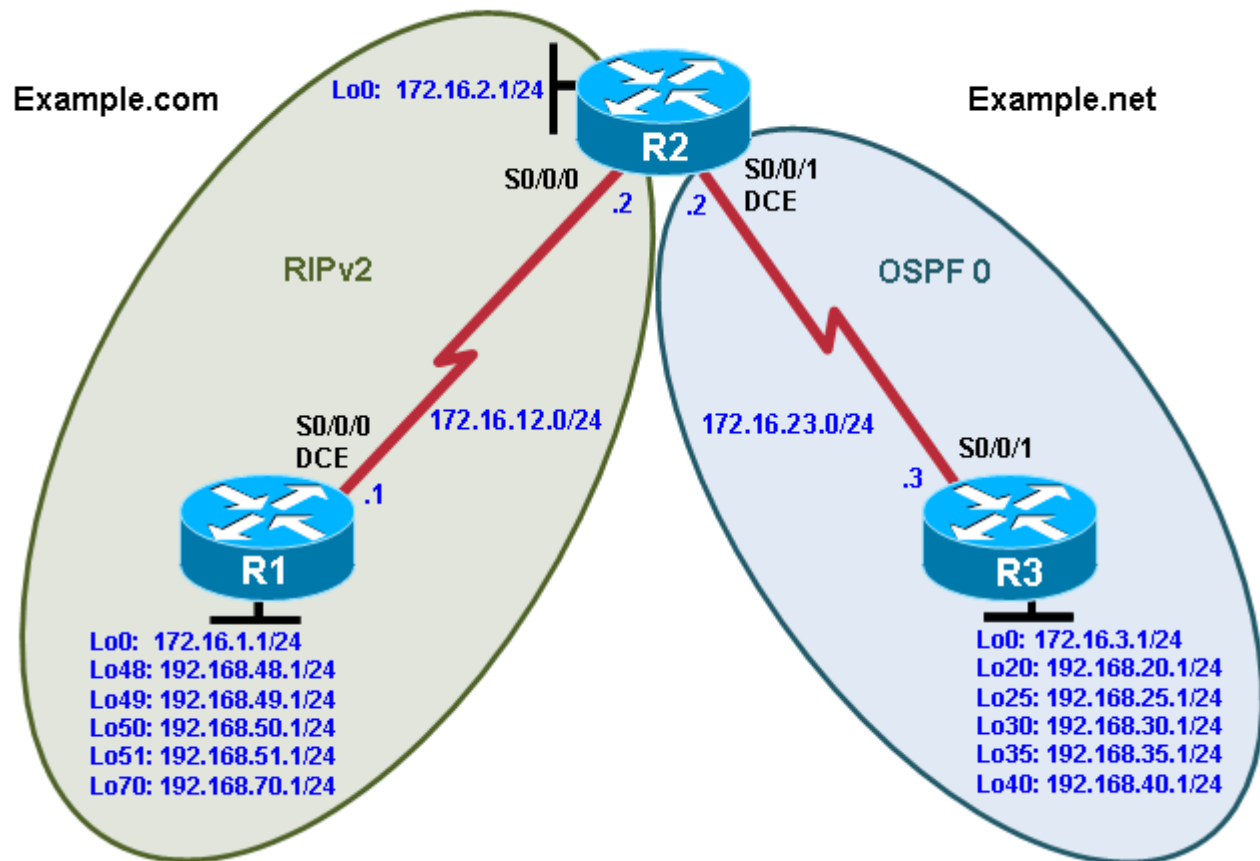 Example.com
Lo0: 172.16.2.1/24
R2
Example.net
S0/0/0
.2
S0/0/1
DCE
.2
RIPv2
OSPF 0
172.16.12.0/24
172.16.23.0/24
S0/0/0
DCE
.1
S0/0/1
.3
R1
R3
Lo0: 172.16.1.1/24
Lo48: 192.168.48.1/24
Lo49: 192.168.49.1/24
Lo50: 192.168.50.1/24
Lo51: 192.168.51.1/24
Lo70: 192.168.70.1/24
Lo0: 172.16.3.1/24
Lo20: 192.168.20.1/24
Lo25: 192.168.25.1/24
Lo30: 192.168.30.1/24
Lo35: 192.168.35.1/24
Lo40: 192.168.40.1/24